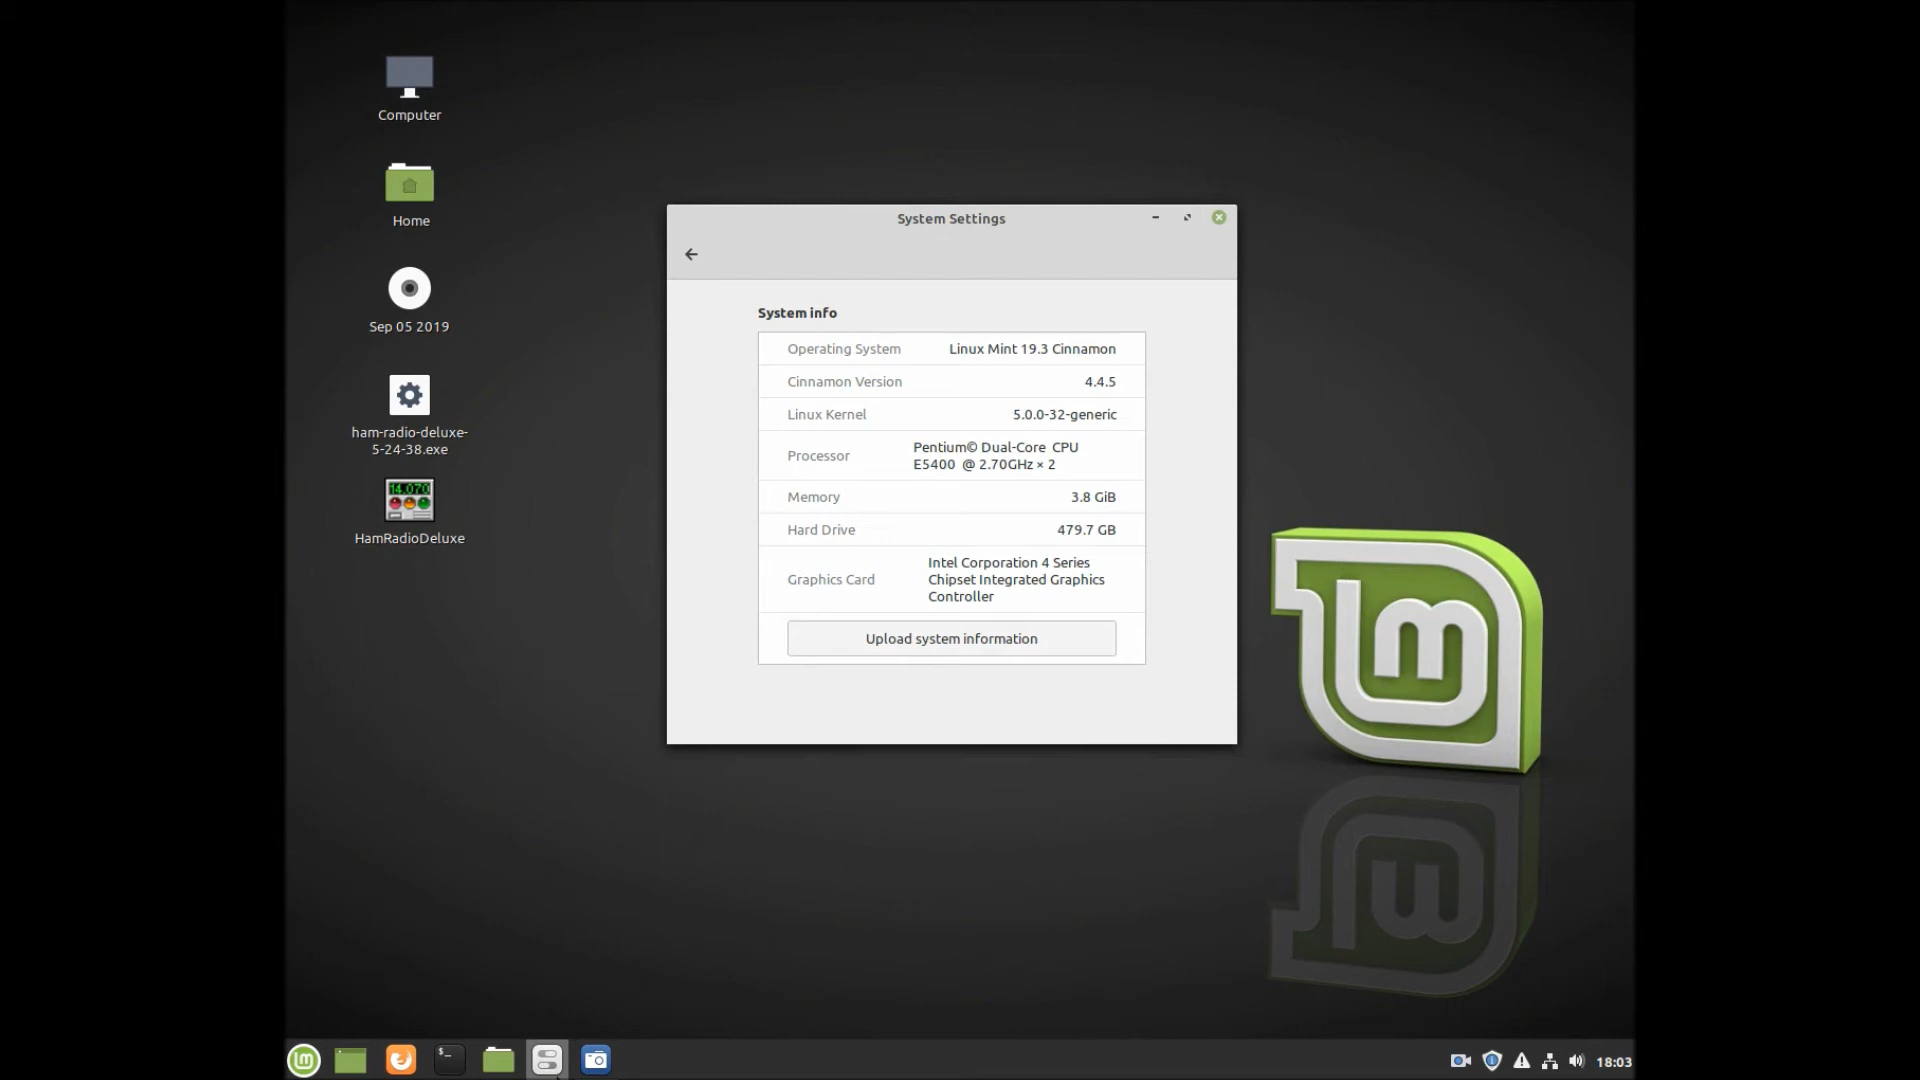 Computer
Home
Sep 05 2019
ham-radio-deluxe-
5-24-38.exe
14.070
HamRadioDeluxe
System Settings
System info
Operating System Linux Mint 19.3 Cinnamon
Cinnamon Version 4.4.5
Linux Kernel 5.0.0-32-generic
Processor Pentium© Dual-Core CPU
E5400 @ 2.70GHz × 2
Memory 3.8 GiB
Hard Drive 479.7 GB
Graphics Card Intel Corporation 4 Series
Chipset Integrated Graphics
Controller
Upload system information
lm
$_
18:03